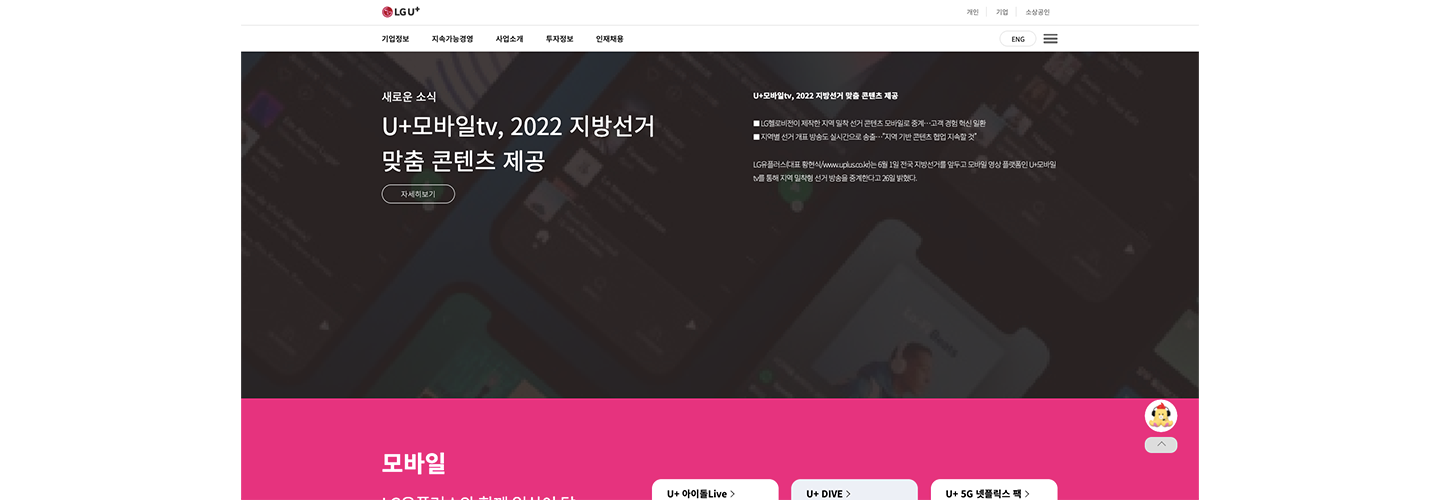 LG U+
개인
기업
소상공인
기업정보
지속가능경영
사업소개
투자정보
인재채용
ENG
새로운 소식
U+모바일tv, 2022 지방선거
맞춤 콘텐츠 제공
자세히보기
U+모바일tv, 2022 지방선거 맞춤 콘텐츠 제공
■ LG헬로비전이 제작한 지역 밀착 선거 콘텐츠 모바일로 중계…고객 경험 혁신 일환
■ 지역별 선거 개표 방송도 실시간으로 송출…"지역 기반 콘텐츠 협업 지속할 것"
LG유플러스(대표 황현식/www.uplus.co.kr)는 6월 1일 전국 지방선거를 앞두고 모바일 영상 플랫폼인 U+모바일
tv를 통해 지역 밀착형 선거 방송을 중계한다고 26일 밝혔다.
Beats
모바일
U+ 아이돌Live
U+ DIVE
U+ 5G 넷플릭스 팩